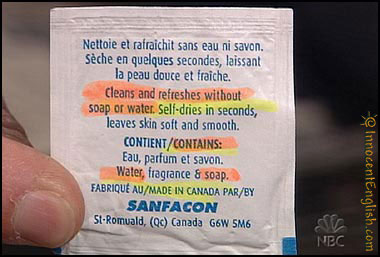 Nettoie et rafraîchit sans eau ni savon.
Sèche en quelques secondes, laissant
la peau douce et fraîche.
Cleans and refreshes without
soap or water. Self-dries in seconds,
leaves skin soft and smooth.
CONTIENT/CONTAINS:
Eau, parfum et savon.
Water, fragrance & soap.
FABRIQUÉ AU/MADE IN CANADA PAR/BY
SANFACON
St-Romuald, (Qc) Canada G6W 5M6
NBC
InnocentEnglish.com